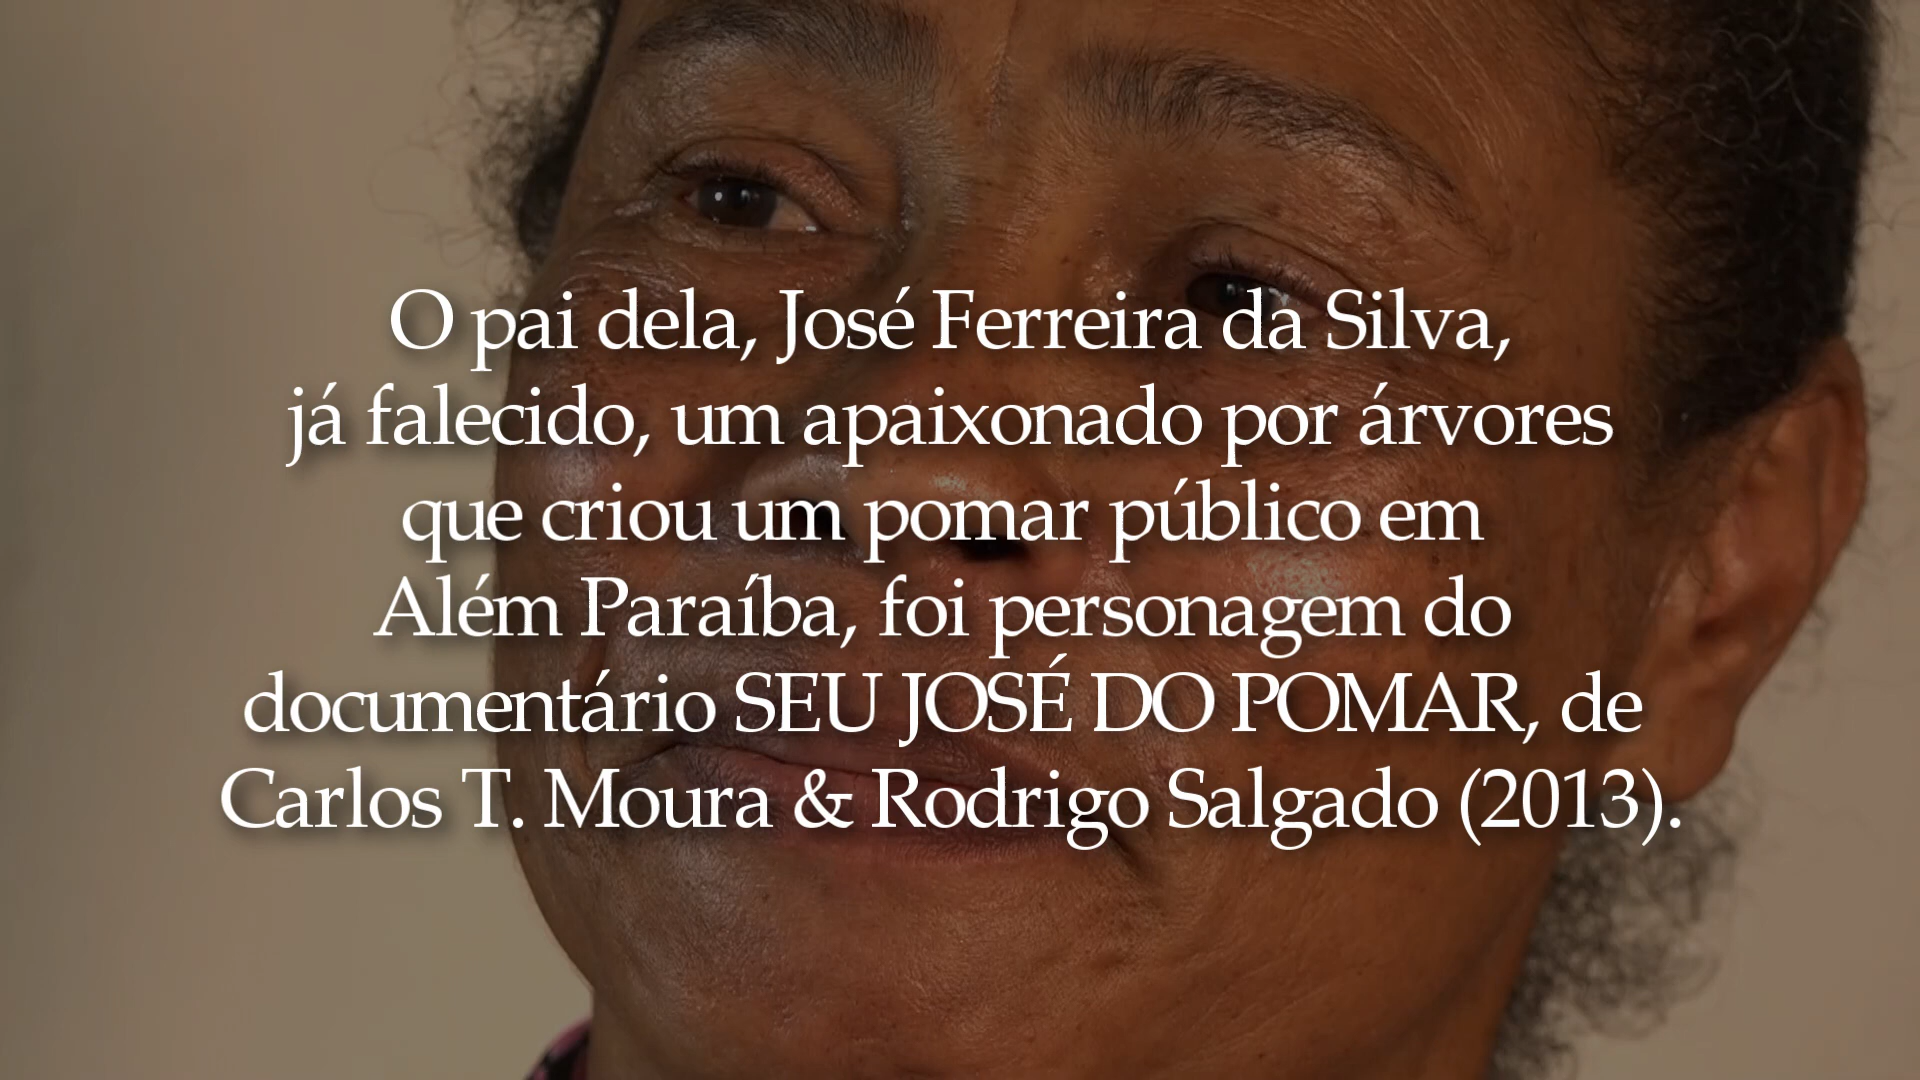 O pai dela, José Ferreira da Silva,
já falecido, um apaixonado por árvores
que criou um pomar público em
Além Paraíba, foi personagem do
documentário SEU JOSÉ DO POMAR, de
Carlos T. Moura & Rodrigo Salgado (2013).